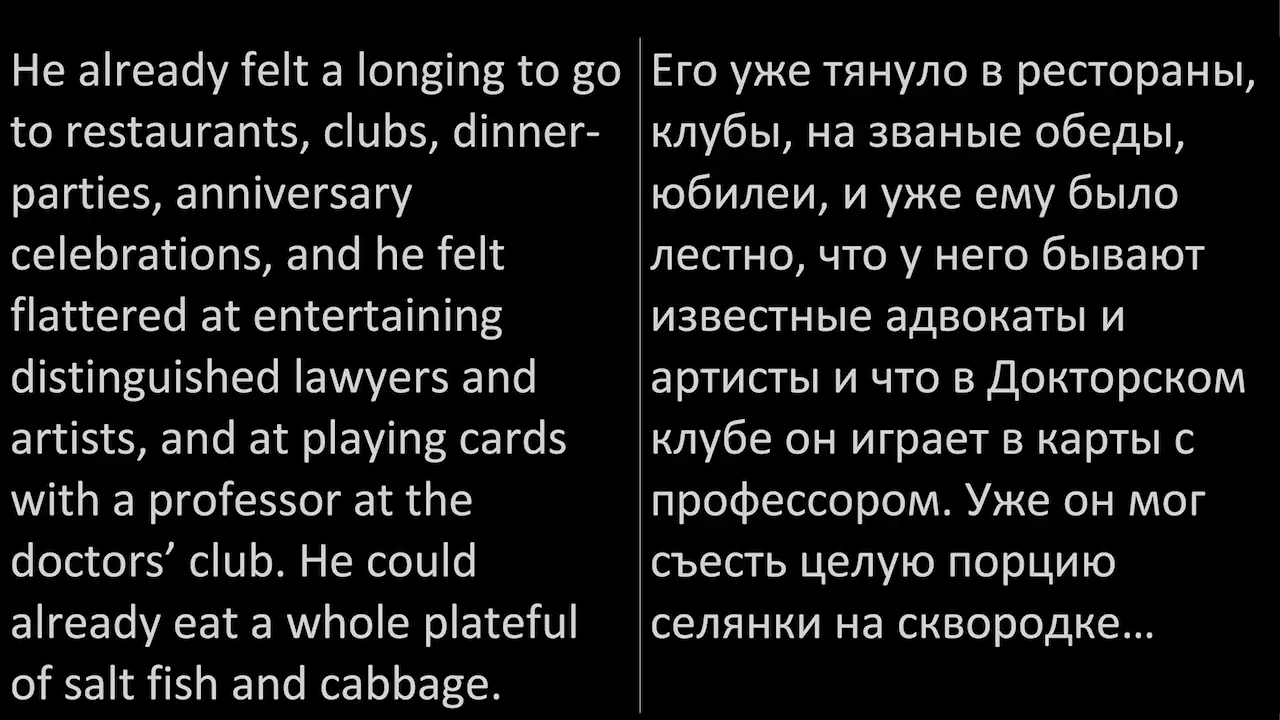 He already felt a longing to go
to restaurants, clubs, dinner-
parties, anniversary
celebrations, and he felt
flattered at entertaining
distinguished lawyers and
artists, and at playing cards
with a professor at the
doctors’ club. He could
already eat a whole plateful
of salt fish and cabbage.
Его уже тянуло в рестораны,
клубы, на званые обеды,
юбилеи, и уже ему было
лестно, что у него бывают
известные адвокаты и
артисты и что в Докторском
клубе он играет в карты с
профессором. Уже он мог
съесть целую порцию
селянки на сквородке…